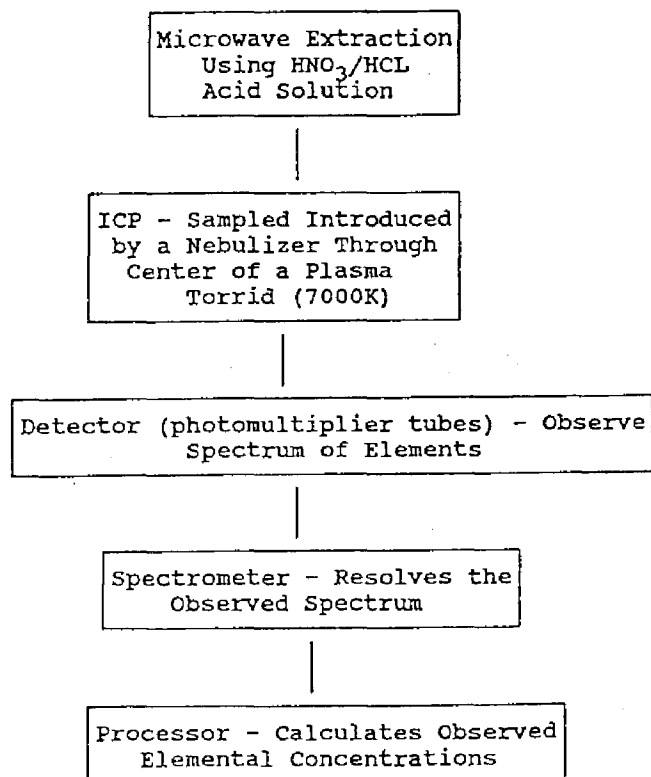 Microwave Extraction
Using HNO3/HCL
Acid Solution
ICP - Sampled Introduced
by a Nebulizer Through
Center of a Plasma
Torrid (7000K)
Detector (photomultiplier tubes) - Observe
Spectrum of Elements
Spectrometer - Resolves the
Observed Spectrum
Processor - Calculates Observed
Elemental Concentrations